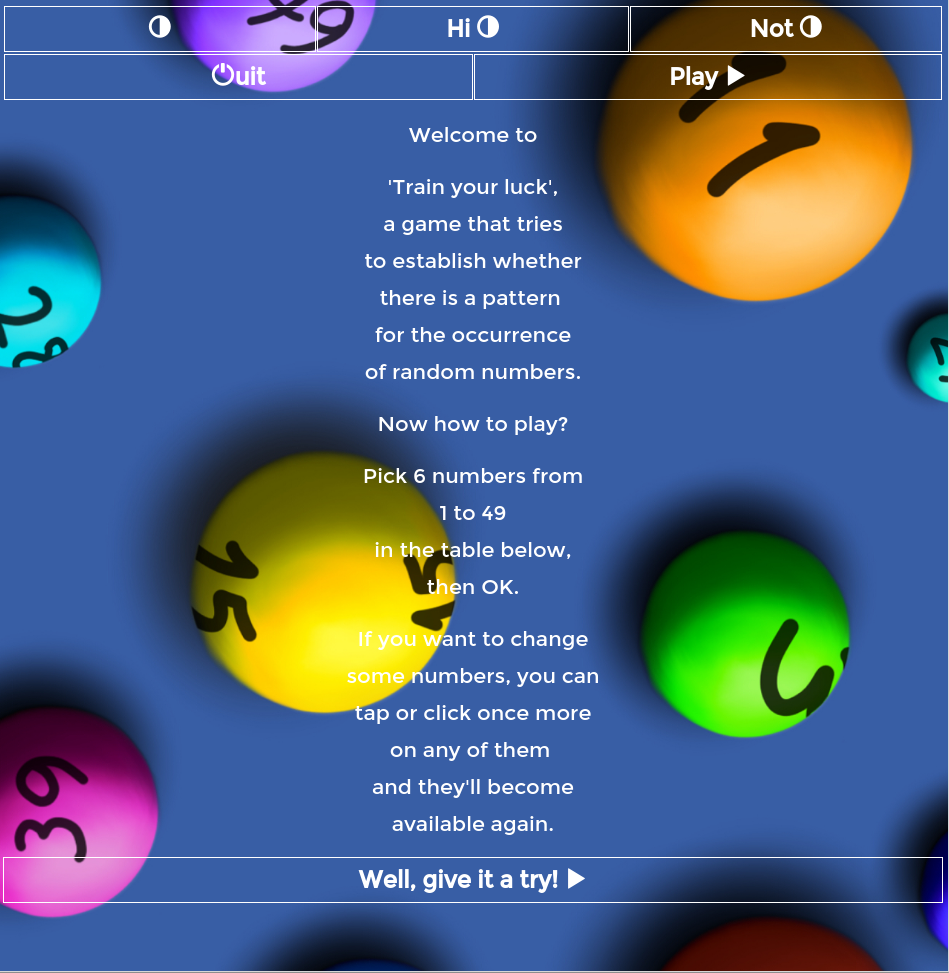 ◑ Hi ◑ Not ◑
⏻uit Play ▶
Welcome to
'Train your luck',
a game that tries
to establish whether
there is a pattern
for the occurrence
of random numbers.
Now how to play?
Pick 6 numbers from
1 to 49
in the table below,
then OK.
If you want to change
some numbers, you can
tap or click once more
on any of them
and they'll become
available again.
Well, give it a try! ▶
11
15
39